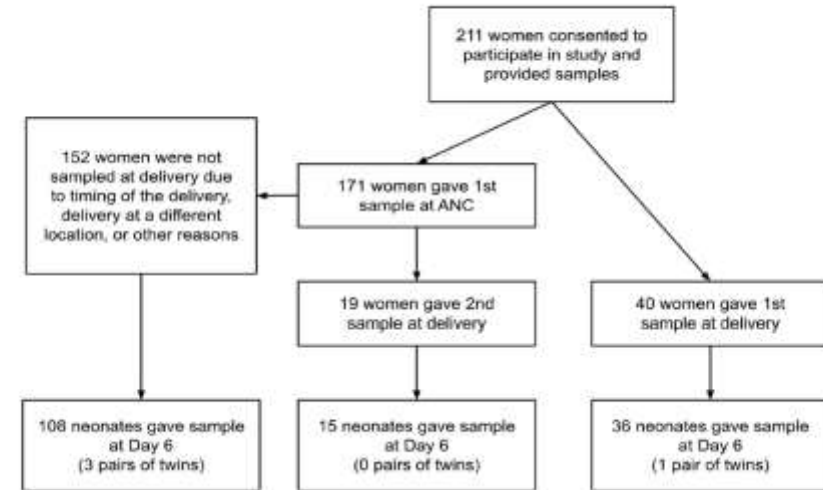 211 women consented to
participate in study and
provided samples
152 women were not
sampled at delivery due
to timing of the delivery,
delivery at a different
location, or other reasons
171 women gave 1st
sample at ANC
19 women gave 2nd
sample at delivery
40 women gave 1st
sample at delivery
108 neonates gave sample
at Day 6
(3 pairs of twins)
15 neonates gave sample
at Day 6
(0 pairs of twins)
36 neonates gave sample
at Day 6
(1 pair of twins)